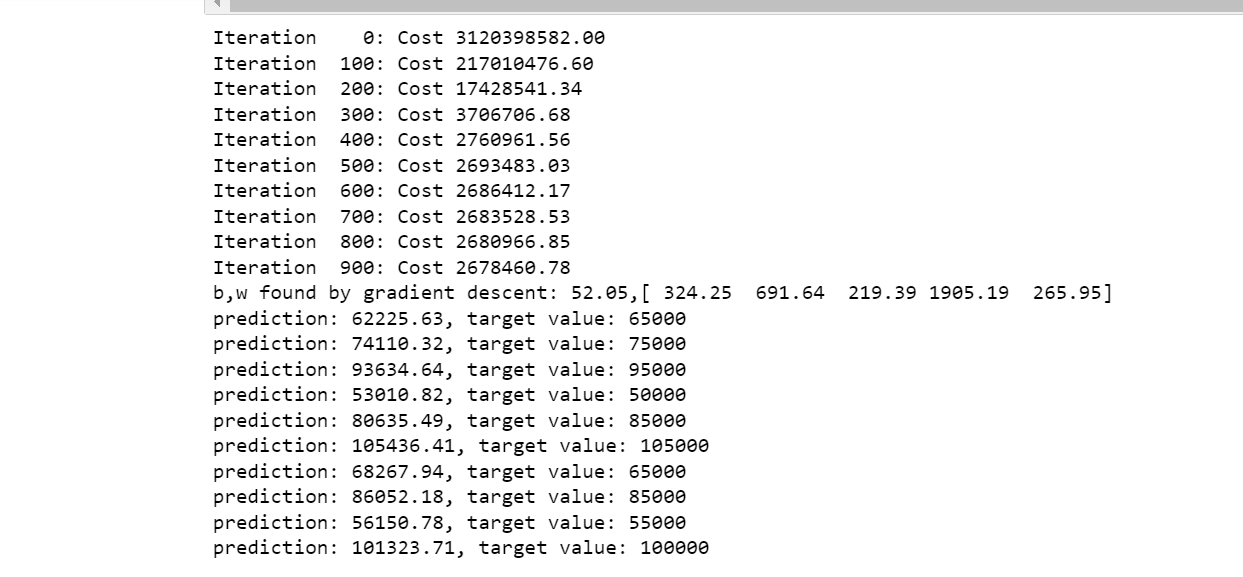 Iteration    0: Cost 3120398582.00
Iteration  100: Cost 217010476.60
Iteration  200: Cost 17428541.34
Iteration  300: Cost 3706706.68
Iteration  400: Cost 2760961.56
Iteration  500: Cost 2693483.03
Iteration  600: Cost 2686412.17
Iteration  700: Cost 2683528.53
Iteration  800: Cost 2680966.85
Iteration  900: Cost 2678460.78
b,w found by gradient descent: 52.05,[ 324.25  691.64  219.39 1905.19  265.95]
prediction: 62225.63, target value: 65000
prediction: 74110.32, target value: 75000
prediction: 93634.64, target value: 95000
prediction: 53010.82, target value: 50000
prediction: 80635.49, target value: 85000
prediction: 105436.41, target value: 105000
prediction: 68267.94, target value: 65000
prediction: 86052.18, target value: 85000
prediction: 56150.78, target value: 55000
prediction: 101323.71, target value: 100000